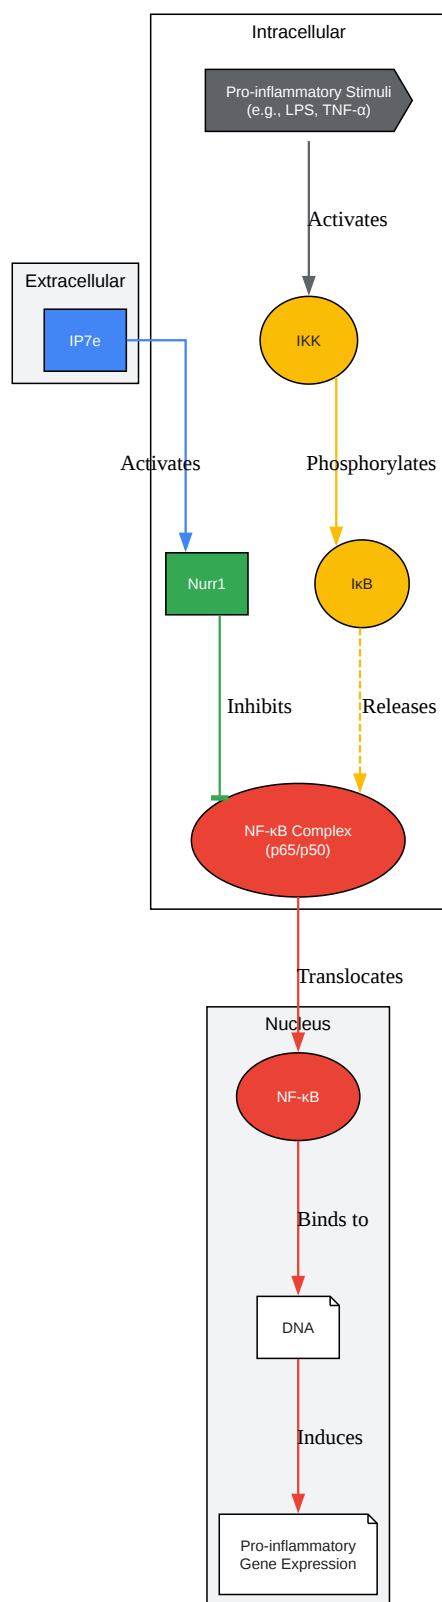 Intracellular
Pro-inflammatory Stimuli
(e.g., LPS, TNF-α)
Activates
Extracellular
IP7e
IKK
Activates
Phosphorylates
Nurr1
IκB
Inhibits
Releases
NF-κB Complex
(p65/p50)
Translocates
Nucleus
NF-κB
Binds to
DNA
Induces
Pro-inflammatory
Gene Expression